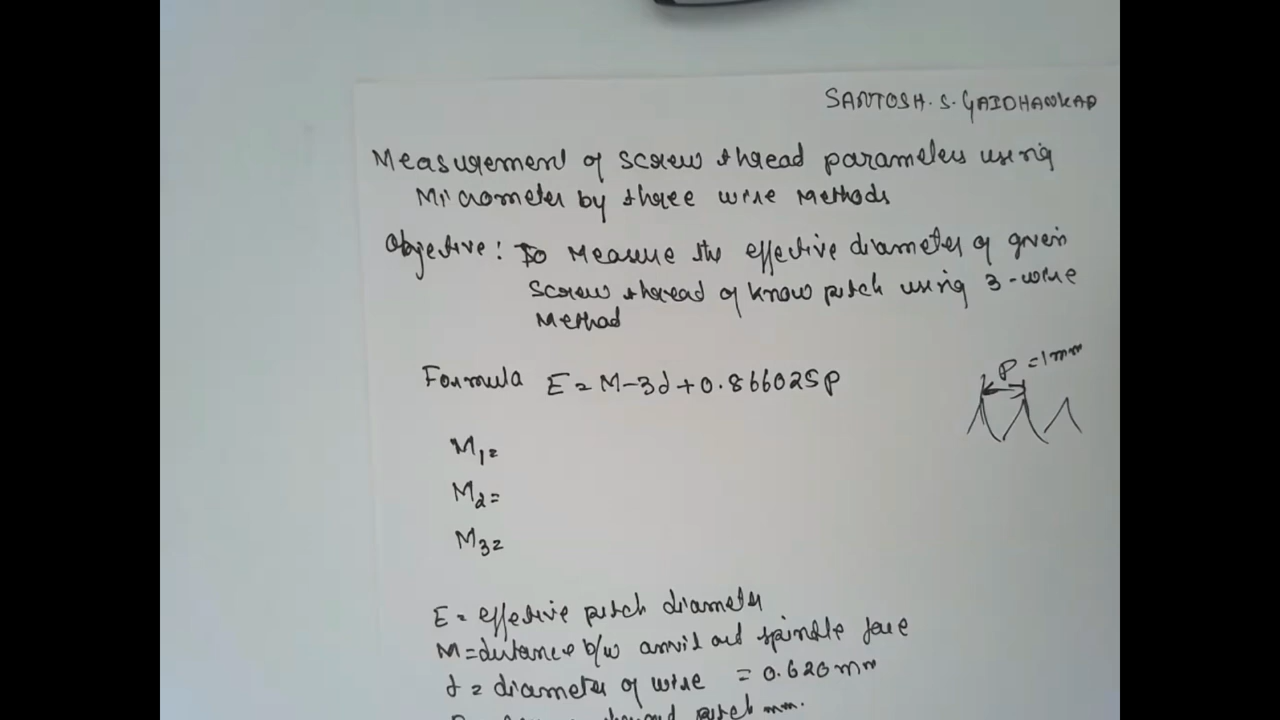 SANTOSH. S. GAIDHANKAR
Measurement of screw thread parameters using
Micrometer by three wire Methods
Objective: To Measure the effective diameter of given
screw thread of know pitch using 3-wire
Method
Formula E = M-3d+0.866025P
P = 1mm
M1=
M2=
M3=
E = effective pitch diameter
M = distance b/w anvil and spindle face
d = diameter of wire = 0.620 mm
pitch mm.